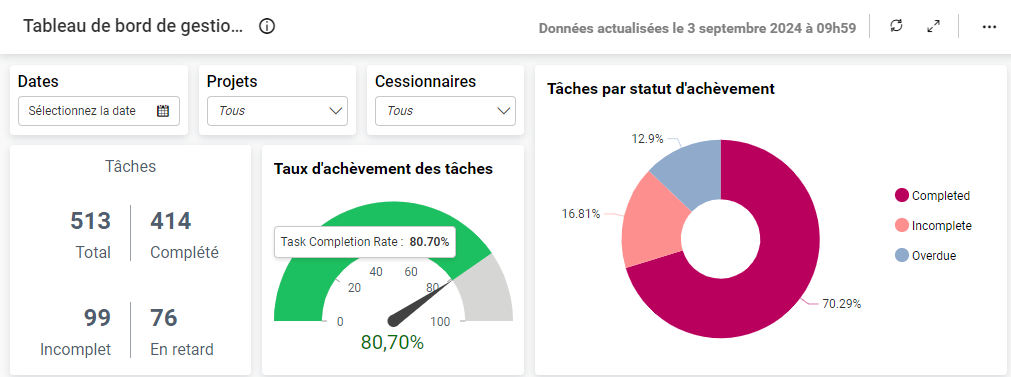 Tableau de bord de gestio...
Données actualisées le 3 septembre 2024 à 09h59
Dates
Sélectionnez la date
Projets
Tous
Cessionnaires
Tous
Tâches
513
Total
414
Complété
99
Incomplet
76
En retard
Taux d'achèvement des tâches
Task Completion Rate : 80.70%
0
20
40
60
80
100
80,70%
Tâches par statut d'achèvement
12.9%
16.81%
70.29%
Completed
Incomplete
Overdue